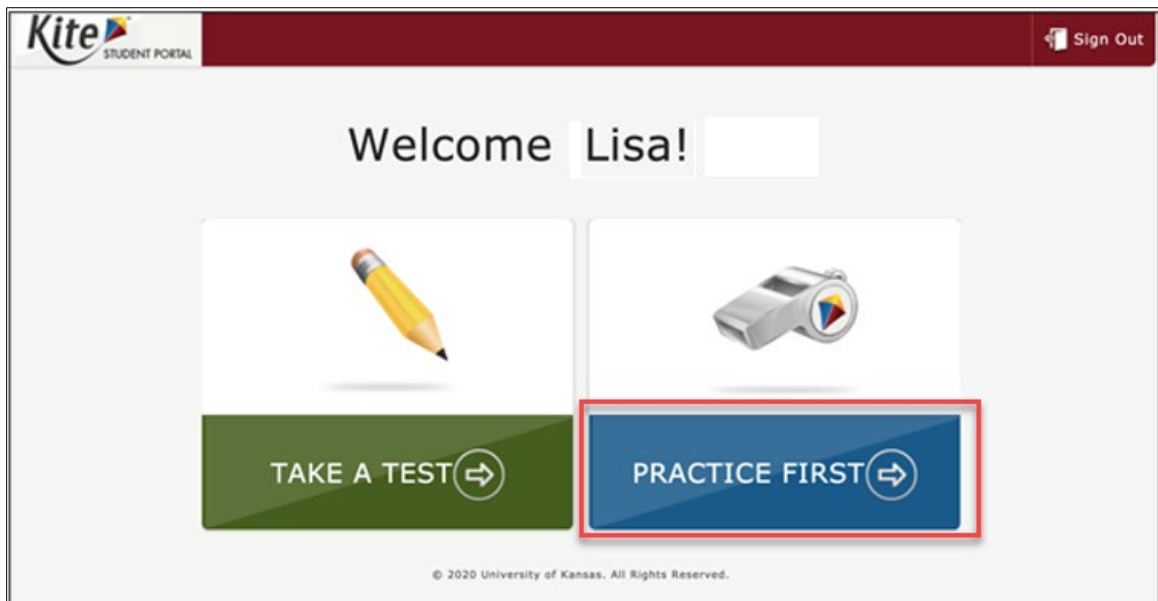 Kite
STUDENT PORTAL
Sign Out
Welcome Lisa!
TAKE A TEST
PRACTICE FIRST
© 2020 University of Kansas. All Rights Reserved.